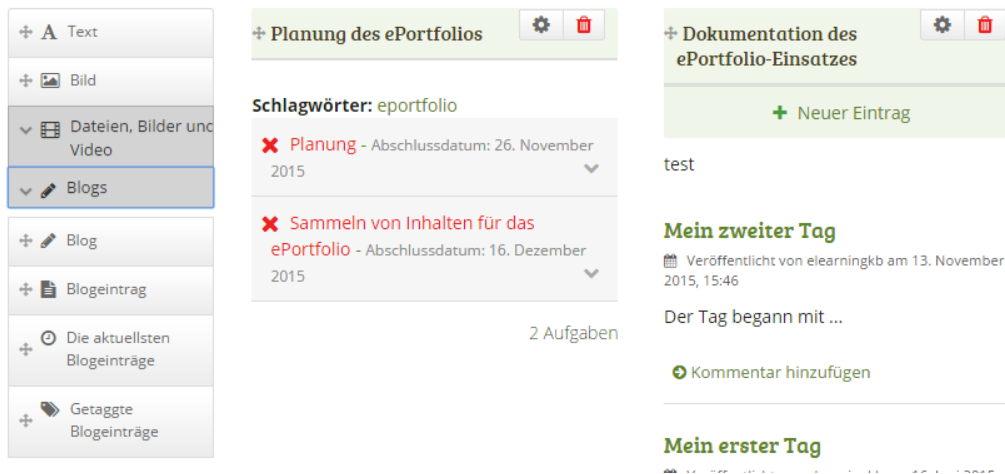 Text
Bild
Dateien, Bilder und
Video
Blogs
Blog
Blogeintrag
Die aktuellsten
Blogeinträge
Getaggte
Blogeinträge
Planung des ePortfolios
Schlagwörter: eportfolio
Planung - Abschlussdatum: 26. November
2015
Sammeln von Inhalten für das
ePortfolio - Abschlussdatum: 16. Dezember
2015
2 Aufgaben
Dokumentation des
ePortfolio-Einsatzes
Neuer Eintrag
test
Mein zweiter Tag
Veröffentlicht von elearningkb am 13. November
2015, 15:46
Der Tag begann mit ...
Kommentar hinzufügen
Mein erster Tag